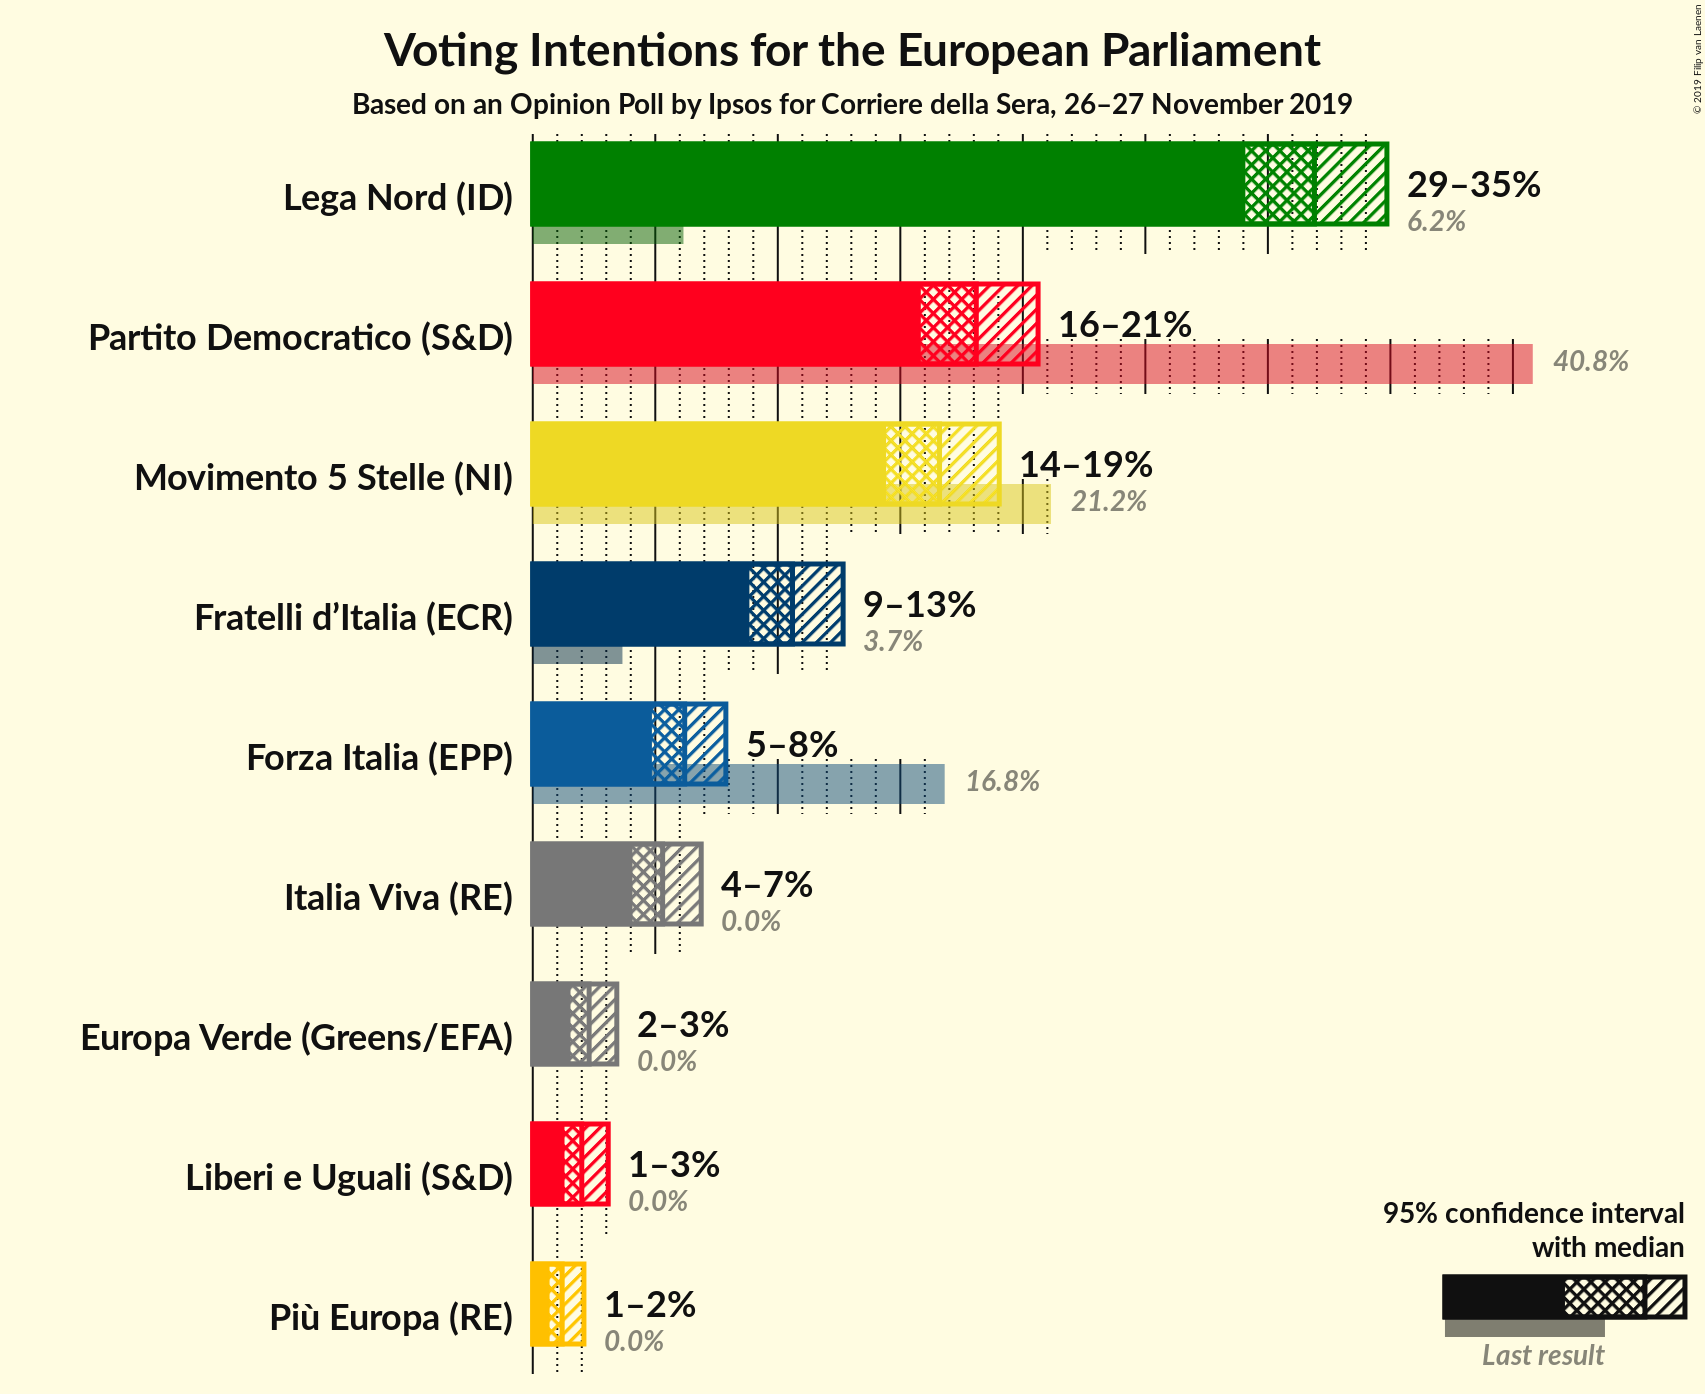 Voting Intentions for the European Parliament
Based on an Opinion Poll by Ipsos for Corriere della Sera, 26–27 November 2019
© 2019 Filip van Laenen
Lega Nord (ID)
29–35%
6.2%
Partito Democratico (S&D)
16–21%
40.8%
Movimento 5 Stelle (NI)
14–19%
21.2%
Fratelli d’Italia (ECR)
9–13%
3.7%
Forza Italia (EPP)
5–8%
16.8%
Italia Viva (RE)
4–7%
0.0%
Europa Verde (Greens/EFA)
2–3%
0.0%
Liberi e Uguali (S&D)
1–3%
0.0%
Più Europa (RE)
1–2%
0.0%
95% confidence interval
with median
Last result